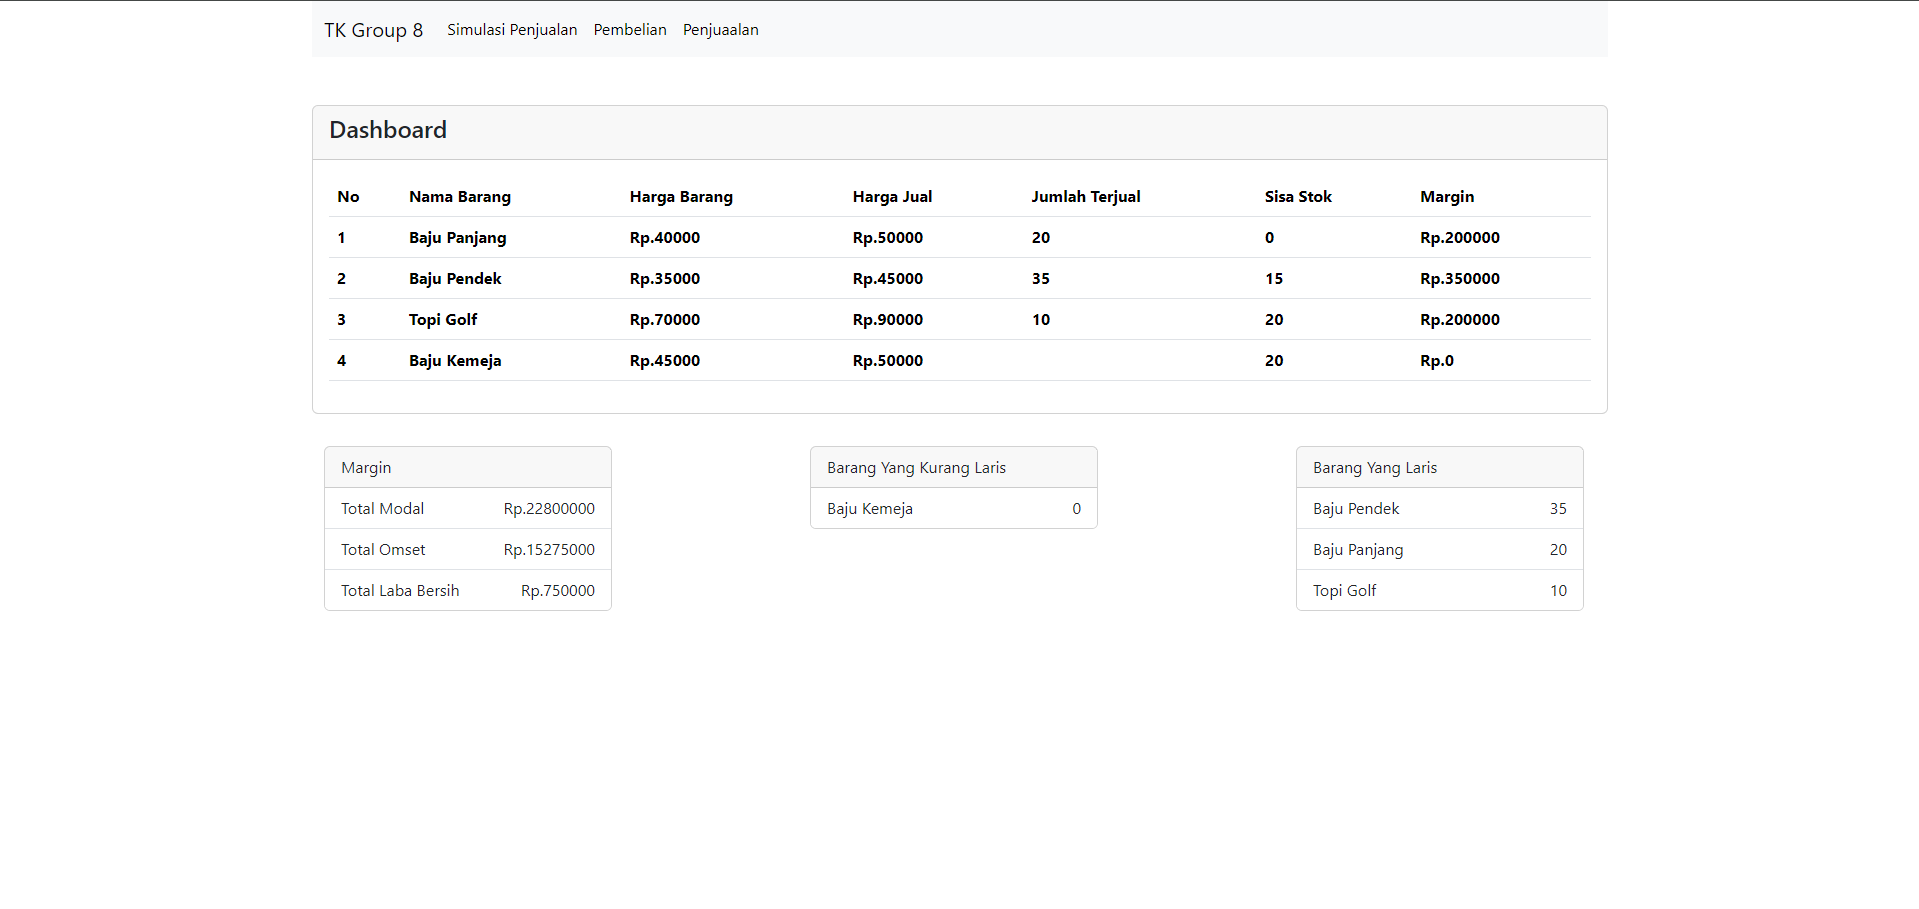 TK Group 8 Simulasi Penjualan Pembelian Penjuaalan
Dashboard
No Nama Barang Harga Barang Harga Jual Jumlah Terjual Sisa Stok Margin
1 Baju Panjang Rp.40000 Rp.50000 20 0 Rp.200000
2 Baju Pendek Rp.35000 Rp.45000 35 15 Rp.350000
3 Topi Golf Rp.70000 Rp.90000 10 20 Rp.200000
4 Baju Kemeja Rp.45000 Rp.50000 20 Rp.0
Margin
Total Modal Rp.22800000
Total Omset Rp.15275000
Total Laba Bersih Rp.750000
Barang Yang Kurang Laris
Baju Kemeja 0
Barang Yang Laris
Baju Pendek 35
Baju Panjang 20
Topi Golf 10